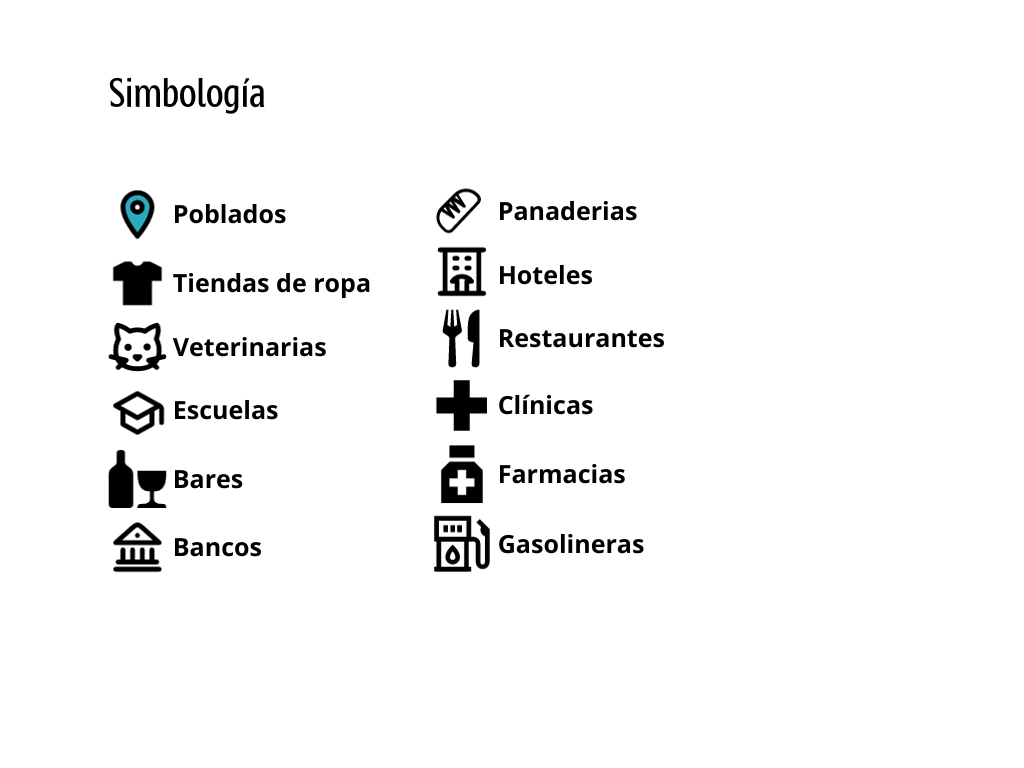 Simbología
Poblados
Tiendas de ropa
Veterinarias
Escuelas
Bares
Bancos
Panaderias
Hoteles
Restaurantes
Clínicas
Farmacias
Gasolineras